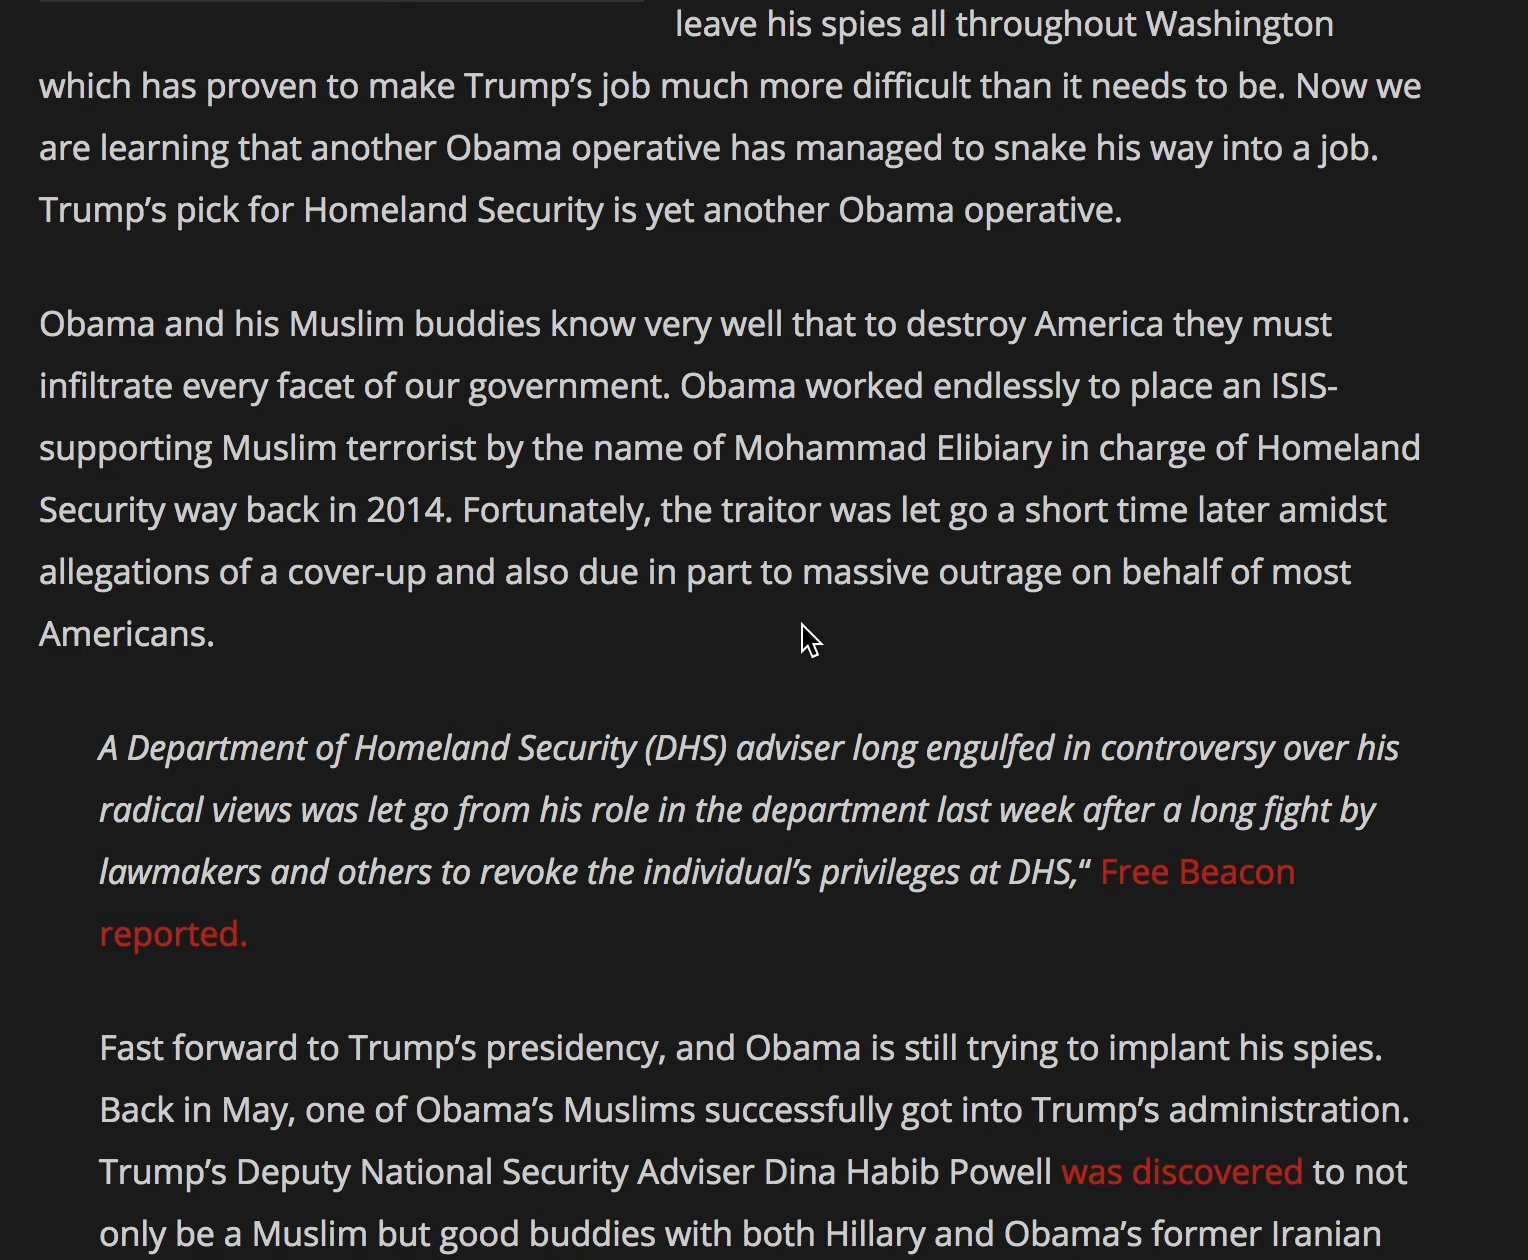 leave his spies all throughout Washington
which has proven to make Trump’s job much more difficult than it needs to be. Now we
are learning that another Obama operative has managed to snake his way into a job.
Trump’s pick for Homeland Security is yet another Obama operative.
Obama and his Muslim buddies know very well that to destroy America they must
infiltrate every facet of our government. Obama worked endlessly to place an ISIS-
supporting Muslim terrorist by the name of Mohammad Elibiary in charge of Homeland
Security way back in 2014. Fortunately, the traitor was let go a short time later amidst
allegations of a cover-up and also due in part to massive outrage on behalf of most
Americans.
A Department of Homeland Security (DHS) adviser long engulfed in controversy over his
radical views was let go from his role in the department last week after a long fight by
lawmakers and others to revoke the individual’s privileges at DHS,“ Free Beacon
reported.
Fast forward to Trump’s presidency, and Obama is still trying to implant his spies.
Back in May, one of Obama’s Muslims successfully got into Trump’s administration.
Trump’s Deputy National Security Adviser Dina Habib Powell was discovered to not
only be a Muslim but good buddies with both Hillary and Obama’s former Iranian